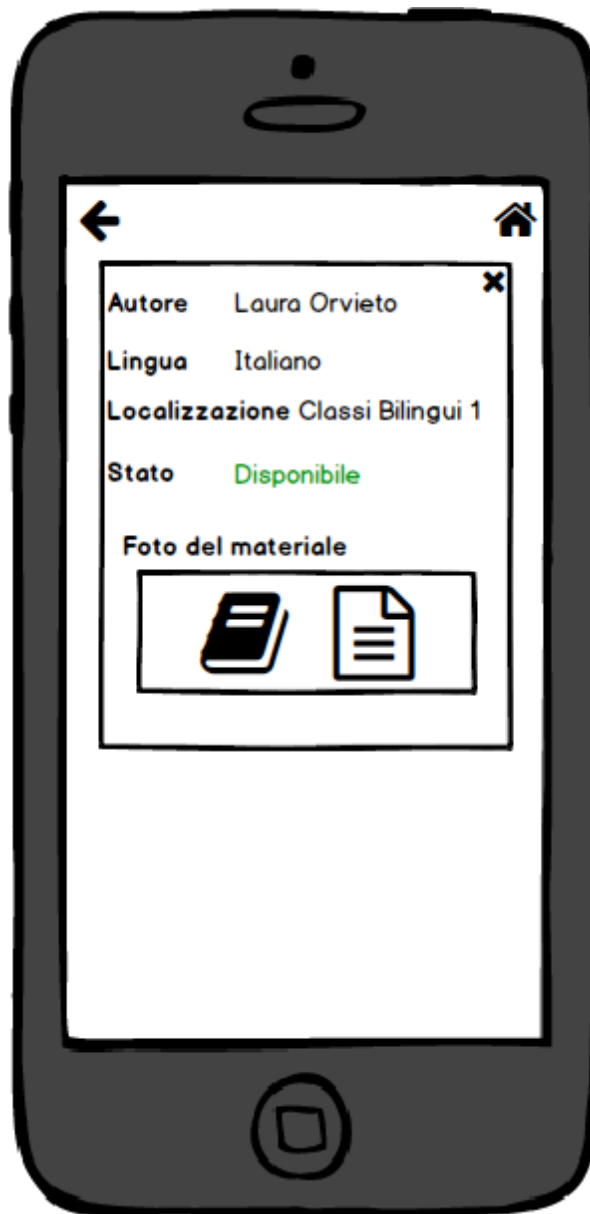 Autore Laura Orvieto
Lingua Italiano
Localizzazione Classi Bilingui 1
Stato Disponibile
Foto del materiale